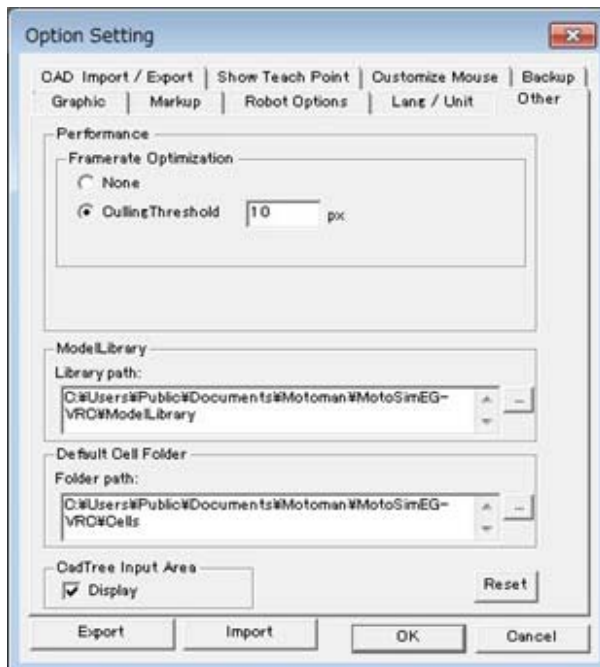 Option Setting
CAD Import / Export Show Teach Point Customize Mouse Backup
Graphic Markup Robot Options Lang / Unit Other
Performance
Framerate Optimization
None
CullingThreshold 10 px
ModelLibrary
Library path:
C:¥Users¥Public¥Documents¥Motoman¥MotoSimEG-
VRC¥ModelLibrary
...
Default Cell Folder
Folder path:
C:¥Users¥Public¥Documents¥Motoman¥MotoSimEG-
VRC¥Cells
...
CadTree Input Area
Display
Reset
Export Import OK Cancel